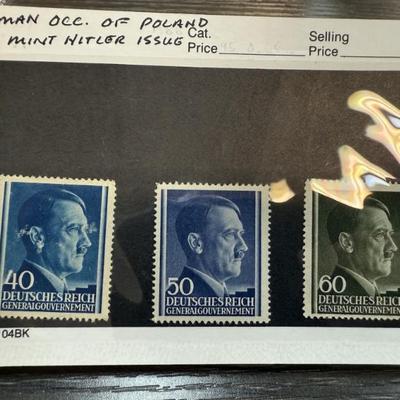 MAN OCC. OF POLAND
MINT HITLER ISSUE
Cat.
Price
Selling
Price
40
DEUTSCHES REICH
GENERALGOUVERNEMENT
50
DEUTSCHES REICH
GENERALGOUVERNEMENT
60
DEUTSCHES REICH
GENERALGOUVERNEMENT
04BK